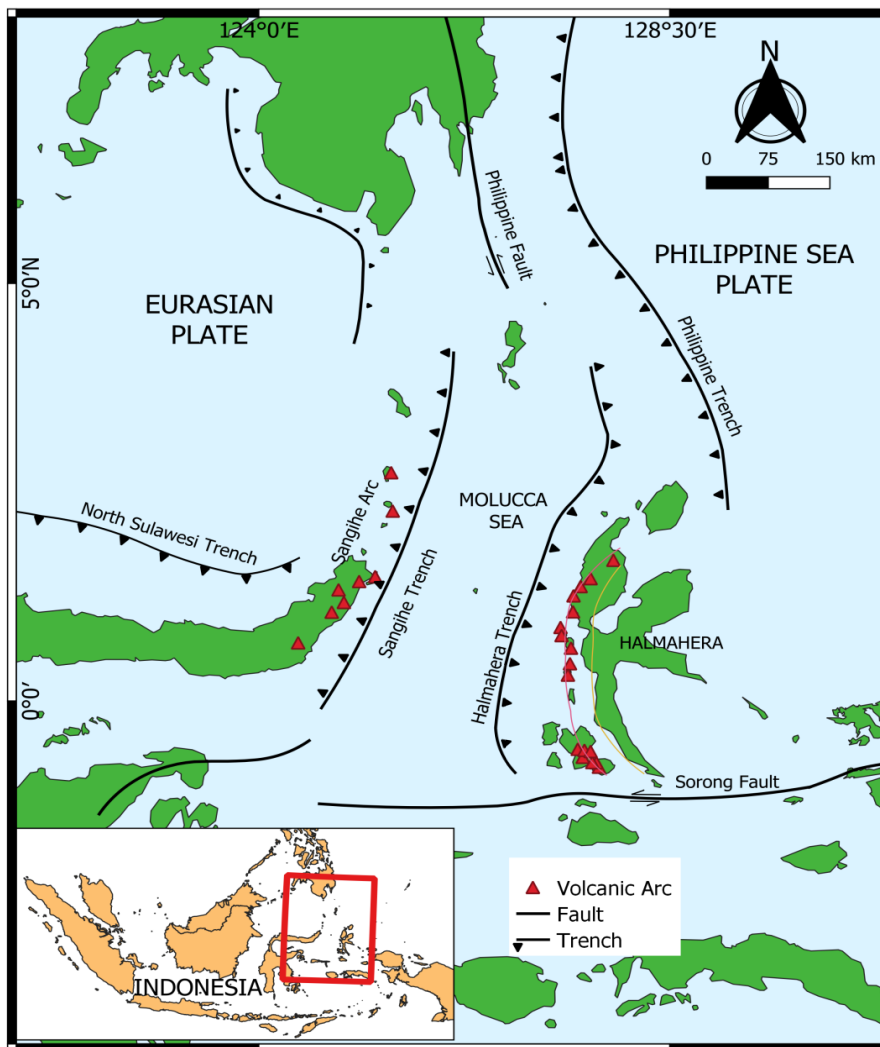 124°0'E
128°30'E
N
0 75 150 km
5°0'N
0°0'
Philippine Fault
PHILIPPINE SEA
PLATE
EURASIAN
PLATE
Philippine Trench
MOLUCCA
SEA
North Sulawesi Trench
Sangihe Arc
Sangihe Trench
Halmahera Trench
HALMAHERA
Sorong Fault
INDONESIA
Volcanic Arc
Fault
Trench